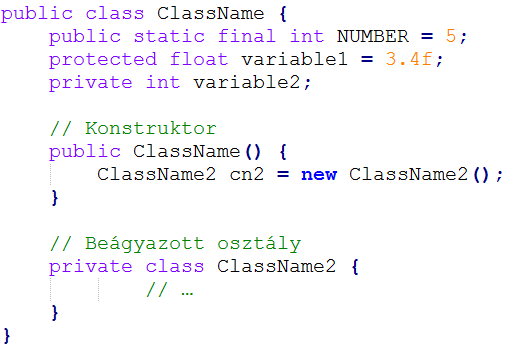 public class ClassName {
    public static final int NUMBER = 5;
    protected float variable1 = 3.4f;
    private int variable2;

    // Konstruktor
    public ClassName() {
        ClassName2 cn2 = new ClassName2();
    }

    // Beágyazott osztály
    private class ClassName2 {
            // …
    }
}